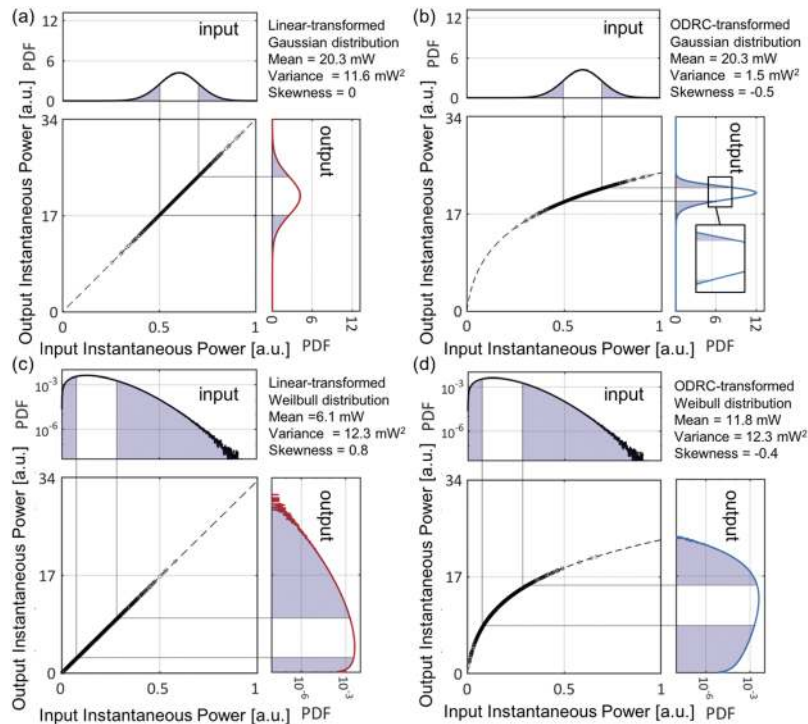 (a)
12
6
0
PDF
input
Linear-transformed
Gaussian distribution
Mean = 20.3 mW
Variance = 11.6 mW²
Skewness = 0
34
17
0
Output Instantaneous Power [a.u.]
0
0.5
1
Input Instantaneous Power [a.u.]
output
0
6
12
PDF
(b)
12
6
0
PDF
input
ODRC-transformed
Gaussian distribution
Mean = 20.3 mW
Variance = 1.5 mW²
Skewness = -0.5
34
17
0
Output Instantaneous Power [a.u.]
0
0.5
1
Input Instantaneous Power [a.u.]
output
0
6
12
PDF
(c)
10⁻³
10⁻⁶
PDF
input
Linear-transformed
Weilbull distribution
Mean =6.1 mW
Variance = 12.3 mW²
Skewness = 0.8
34
17
0
Output Instantaneous Power [a.u.]
0
0.5
1
Input Instantaneous Power [a.u.]
output
10⁻⁶
10⁻³
PDF
(d)
10⁻³
10⁻⁶
PDF
input
ODRC-transformed
Weibull distribution
Mean = 11.8 mW
Variance = 12.3 mW²
Skewness = -0.4
34
17
0
Output Instantaneous Power [a.u.]
0
0.5
1
Input Instantaneous Power [a.u.]
output
10⁻⁶
10⁻³
PDF